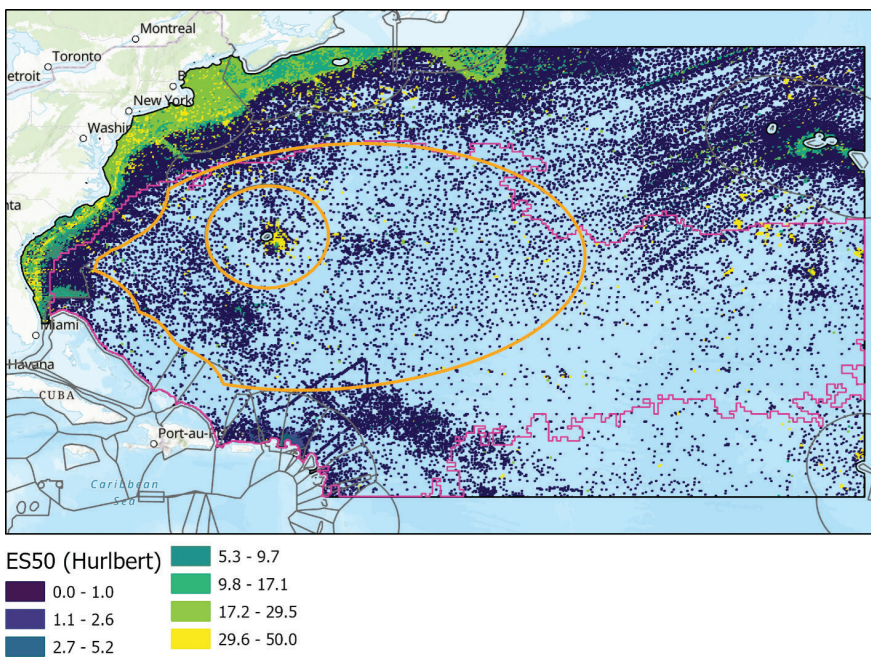 Montreal
Toronto
etroit
B
New York
Washin
nta
Miami
Havana
CUBA
Port-au-P
Caribbean
Sea
ES50 (Hurlbert)
0.0 - 1.0
1.1 - 2.6
2.7 - 5.2
5.3 - 9.7
9.8 - 17.1
17.2 - 29.5
29.6 - 50.0